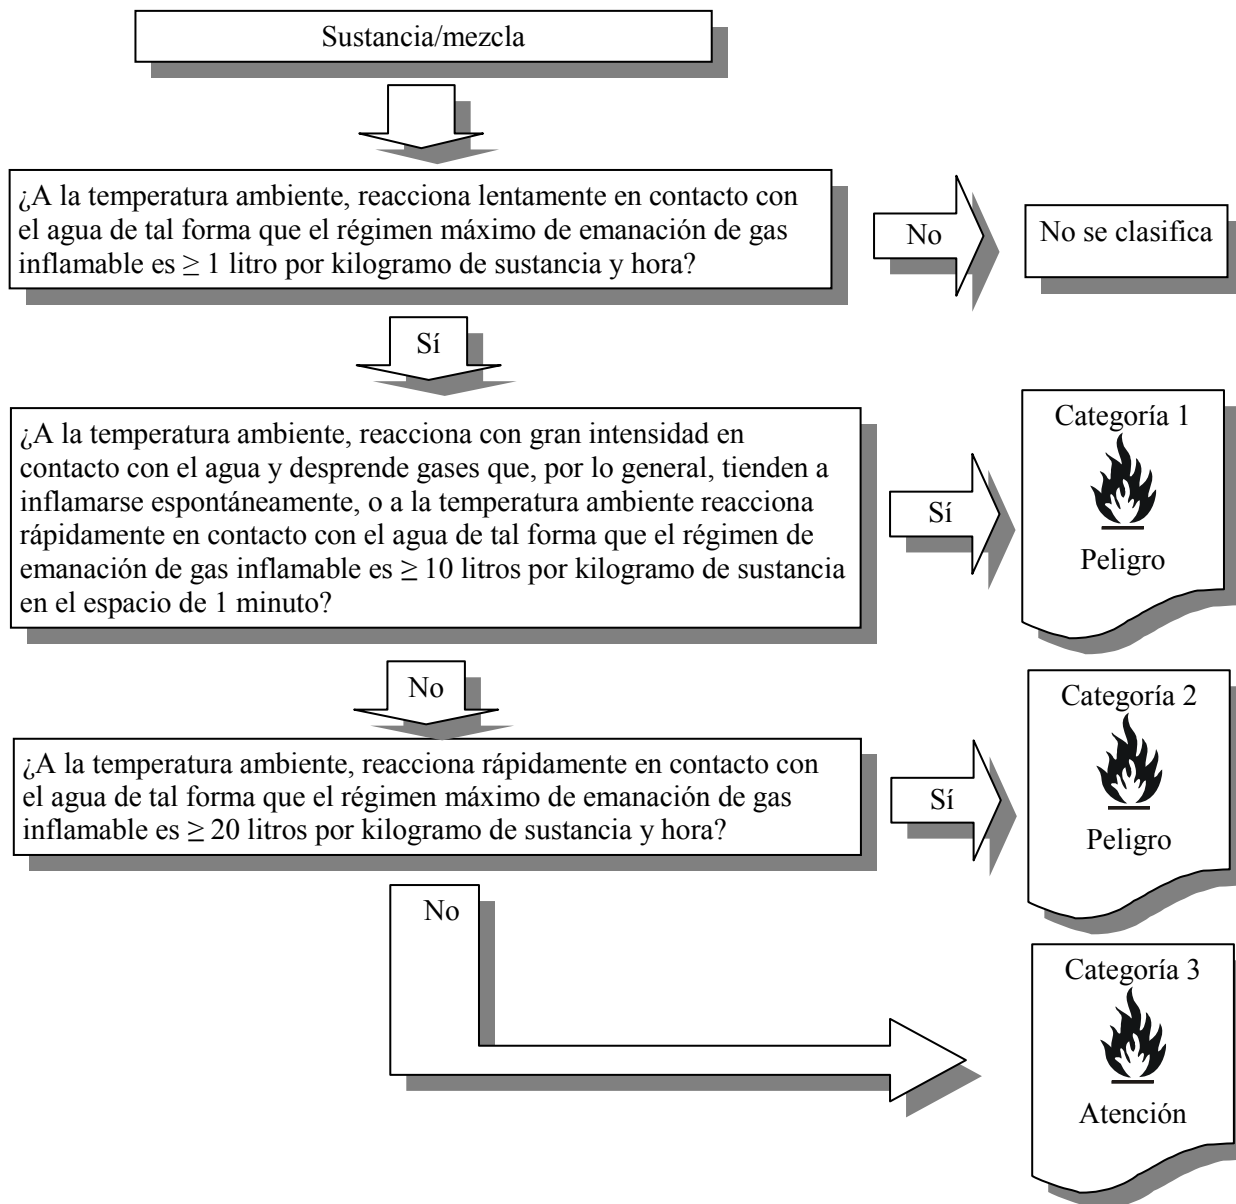 Sustancia/mezcla
¿A la temperatura ambiente, reacciona lentamente en contacto con
el agua de tal forma que el régimen máximo de emanación de gas
inflamable es ≥ 1 litro por kilogramo de sustancia y hora?
No
No se clasifica
Sí
¿A la temperatura ambiente, reacciona con gran intensidad en
contacto con el agua y desprende gases que, por lo general, tienden a
inflamarse espontáneamente, o a la temperatura ambiente reacciona
rápidamente en contacto con el agua de tal forma que el régimen de
emanación de gas inflamable es ≥ 10 litros por kilogramo de sustancia
en el espacio de 1 minuto?
Sí
Categoría 1
Peligro
No
¿A la temperatura ambiente, reacciona rápidamente en contacto con
el agua de tal forma que el régimen máximo de emanación de gas
inflamable es ≥ 20 litros por kilogramo de sustancia y hora?
Sí
Categoría 2
Peligro
No
Categoría 3
Atención